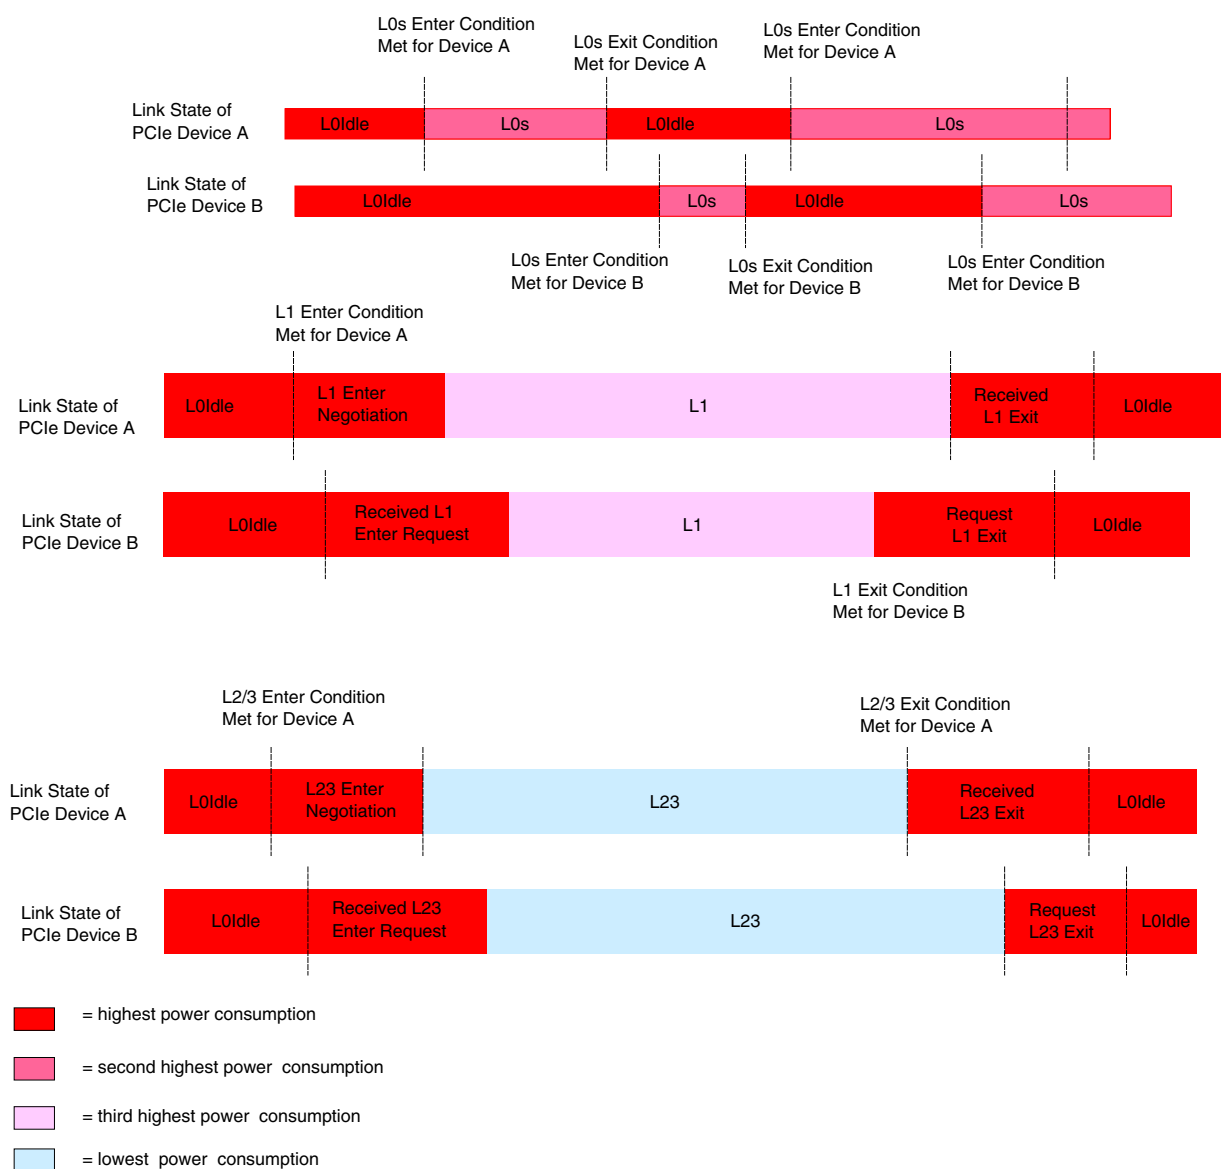 L0s Enter Condition
Met for Device A
L0s Exit Condition
Met for Device A
L0s Enter Condition
Met for Device A
Link State of
PCIe Device A
L0Idle
L0s
L0Idle
L0s
Link State of
PCIe Device B
L0Idle
L0s
L0Idle
L0s
L0s Enter Condition
Met for Device B
L0s Exit Condition
Met for Device B
L0s Enter Condition
Met for Device B
L1 Enter Condition
Met for Device A
Link State of
PCIe Device A
L0Idle
L1 Enter
Negotiation
L1
Received
L1 Exit
L0Idle
Link State of
PCIe Device B
L0Idle
Received L1
Enter Request
L1
Request
L1 Exit
L0Idle
L1 Exit Condition
Met for Device B
L2/3 Enter Condition
Met for Device A
L2/3 Exit Condition
Met for Device A
Link State of
PCIe Device A
L0Idle
L23 Enter
Negotiation
L23
Received
L23 Exit
L0Idle
Link State of
PCIe Device B
L0Idle
Received L23
Enter Request
L23
Request
L23 Exit
L0Idle
= highest power consumption
= second highest power consumption
= third highest power consumption
= lowest power consumption